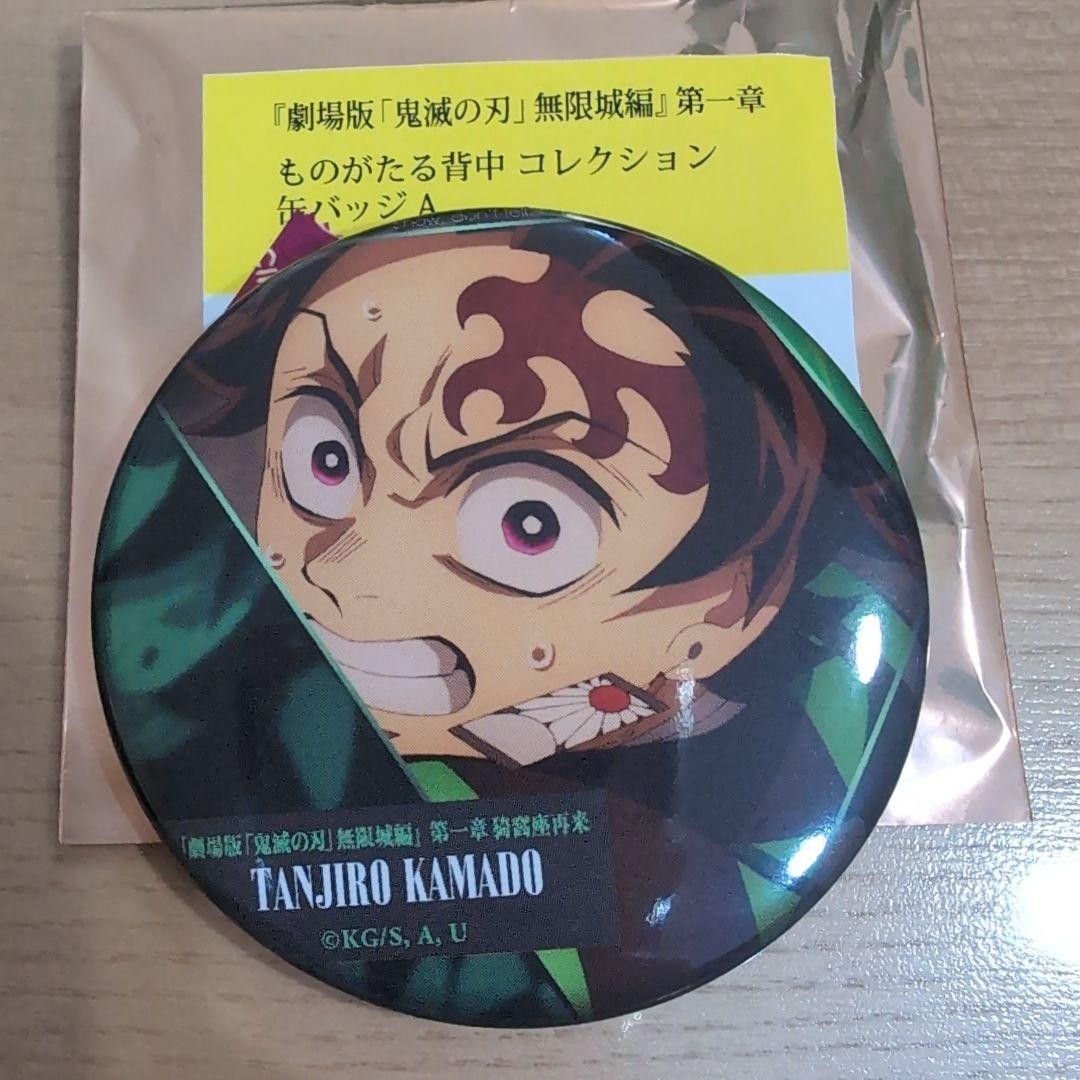 『劇場版「鬼滅の刃」無限城編』第一章
ものがたる背中 コレクション
缶バッジ A
「劇場版「鬼滅の刃」無限城編』 第一章 猗窩座再来
TANJIRO KAMADO
©KG/S, A, U